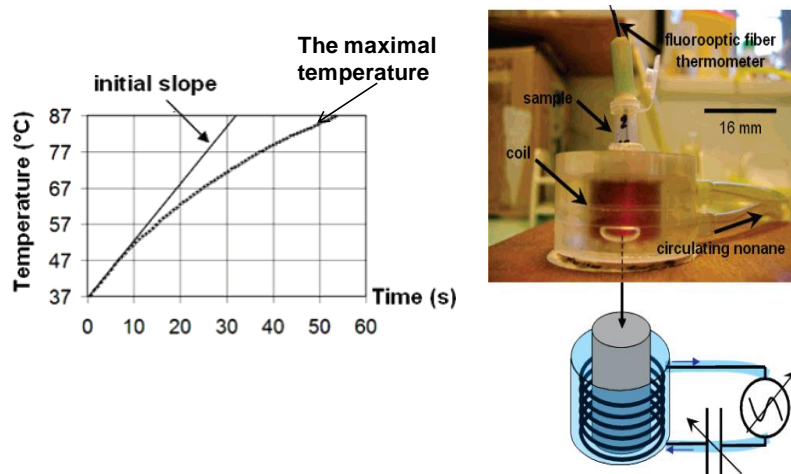 The maximal
temperature
initial slope
Temperature (°C)
87
77
67
57
47
37
0
10
20
30
40
50
60
Time (s)
fluorooptic fiber
thermometer
sample
2
16 mm
coil
circulating nonane